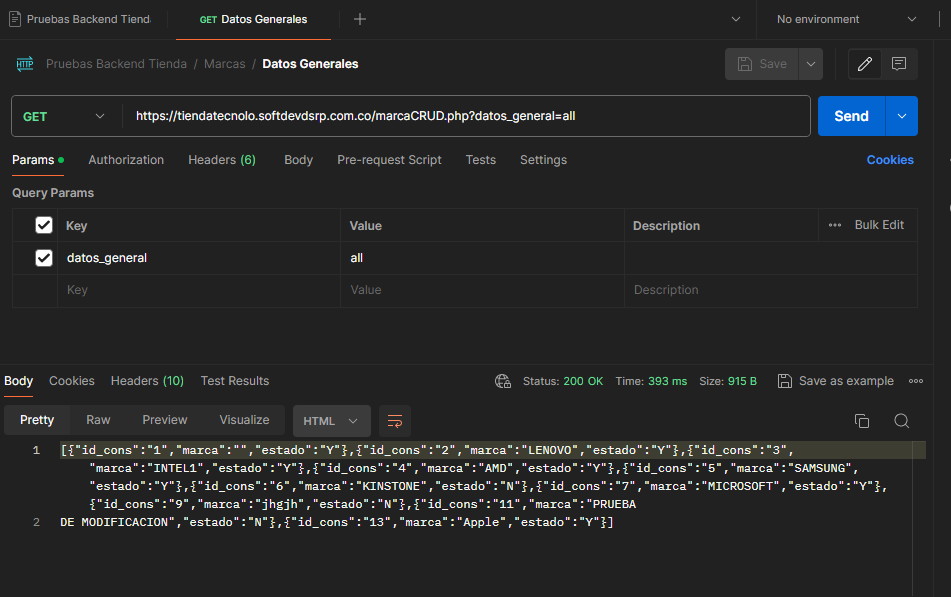 Pruebas Backend Tiend
GET Datos Generales
No environment
HTTP Pruebas Backend Tienda / Marcas / Datos Generales
Save
GET
https://tiendatecnolo.softdevdsrp.com.co/marcaCRUD.php?datos_general=all
Send
Params Authorization Headers (6) Body Pre-request Script Tests Settings Cookies
Query Params
Key Value Description Bulk Edit
datos_general all
Key Value Description
Body Cookies Headers (10) Test Results Status: 200 OK Time: 393 ms Size: 915 B Save as example
Pretty Raw Preview Visualize HTML
1 [{"id_cons":"1","marca":"","estado":"Y"},{"id_cons":"2","marca":"LENOVO","estado":"Y"},{"id_cons":"3",
"marca":"INTEL1","estado":"Y"},{"id_cons":"4","marca":"AMD","estado":"Y"},{"id_cons":"5","marca":"SAMSUNG",
"estado":"Y"},{"id_cons":"6","marca":"KINSTONE","estado":"N"},{"id_cons":"7","marca":"MICROSOFT","estado":"Y"},
{"id_cons":"9","marca":"jhgjh","estado":"N"},{"id_cons":"11","marca":"PRUEBA
2 DE MODIFICACION","estado":"N"},{"id_cons":"13","marca":"Apple","estado":"Y"}]